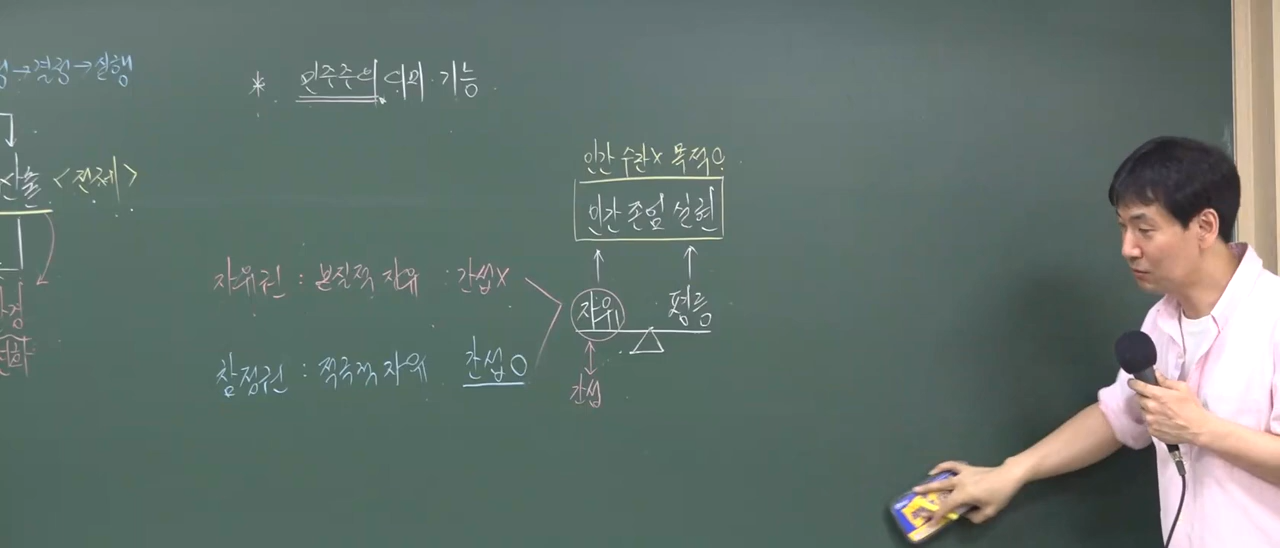 →결정→실행
* 민주주의 의의·기능
산출 <전체>
인간 수단X 목적O
인간 존엄 실현
자유권 : 본질적 자유 : 간섭X
자유 평등
참정권 : 적극적 자유 간섭O
간섭